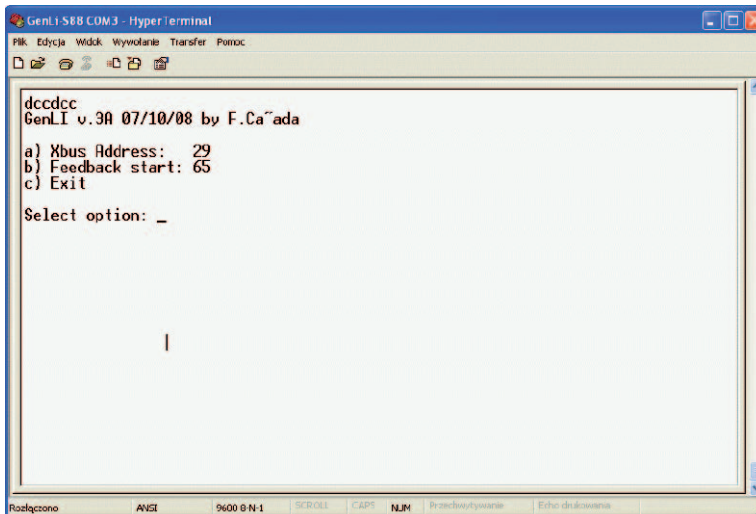 GenLi-S88 COM3 - HyperTerminal
Plik Edycja Widok Wywołanie Transfer Pomoc
dccdcc
GenLI v.3A 07/10/08 by F.Ca~ada
a) Xbus Address: 29
b) Feedback start: 65
c) Exit
Select option: _
Rozłączono ANSI 9600 8-N-1 SCROLL CAPS NUM Przechwytywanie Echo drukowania